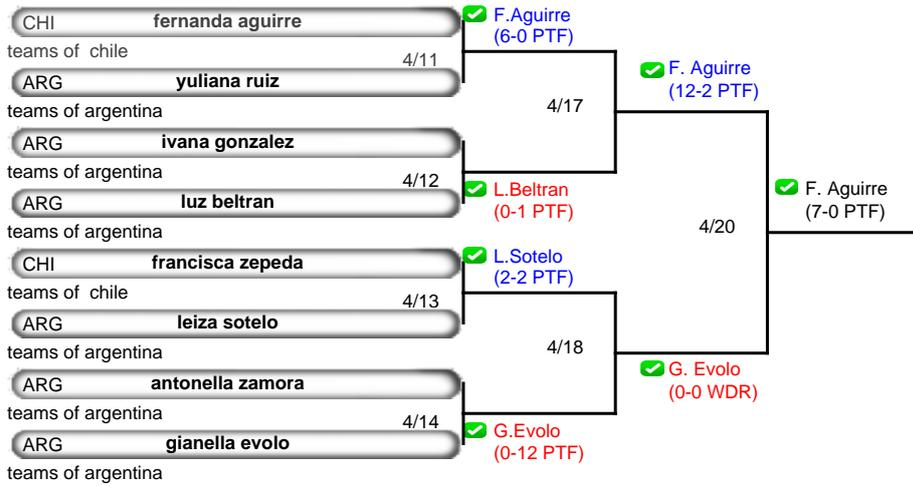 CHI fernanda aguirre
teams of chile
4/11
ARG yuliana ruiz
teams of argentina
ARG ivana gonzalez
teams of argentina
4/12
ARG luz beltran
teams of argentina
CHI francisca zepeda
teams of chile
4/13
ARG leiza sotelo
teams of argentina
ARG antonella zamora
teams of argentina
4/14
ARG gianella evolo
teams of argentina
F.Aguirre
(6-0 PTF)
4/17
L.Beltran
(0-1 PTF)
L.Sotelo
(2-2 PTF)
4/18
G.Evolo
(0-12 PTF)
F. Aguirre
(12-2 PTF)
4/20
G. Evolo
(0-0 WDR)
F. Aguirre
(7-0 PTF)